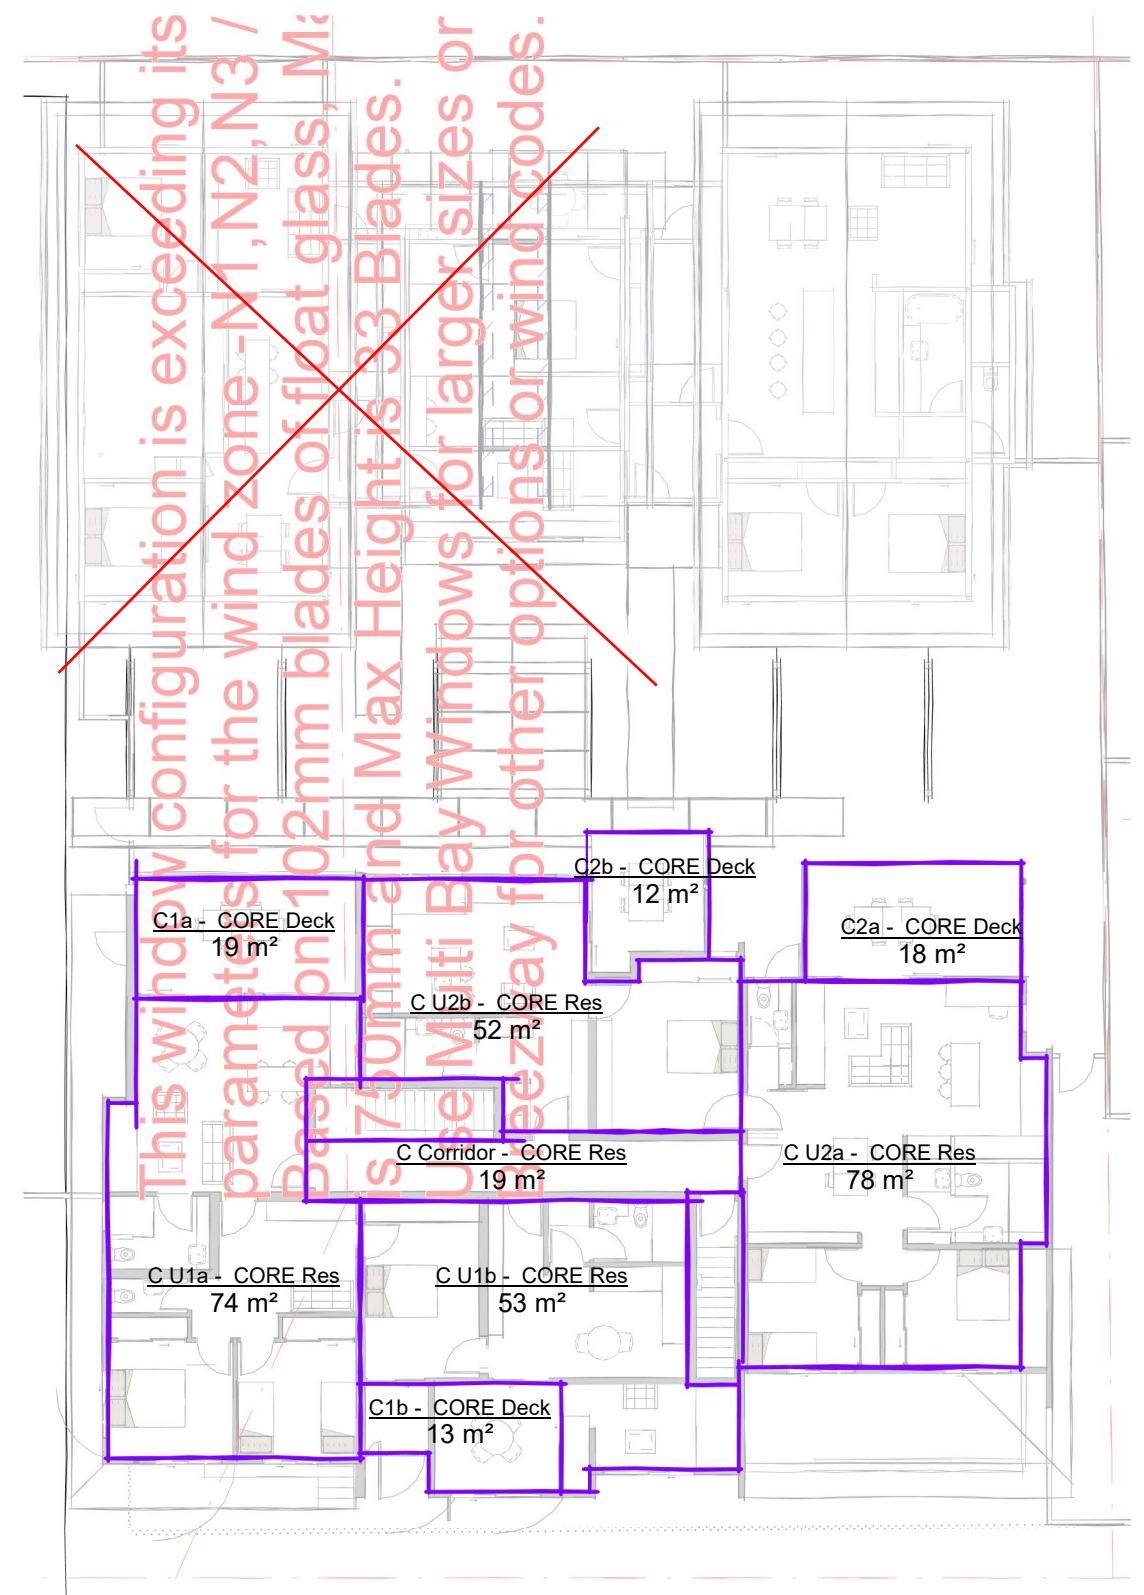 This window configuration is exceeding its
parameters for the wind zone -N1,N2,N3 /
Based on 102mm blades of float glass, Ma
is 750mm and Max Height is 33 Blades.
Use Multi Bay Windows for larger sizes or
Breezway for other options or wind codes.
C2b - CORE Deck
12 m²
C1a - CORE Deck
19 m²
C2a - CORE Deck
18 m²
C U2b - CORE Res
52 m²
C Corridor - CORE Res
19 m²
C U2a - CORE Res
78 m²
C U1a - CORE Res
74 m²
C U1b - CORE Res
53 m²
C1b - CORE Deck
13 m²